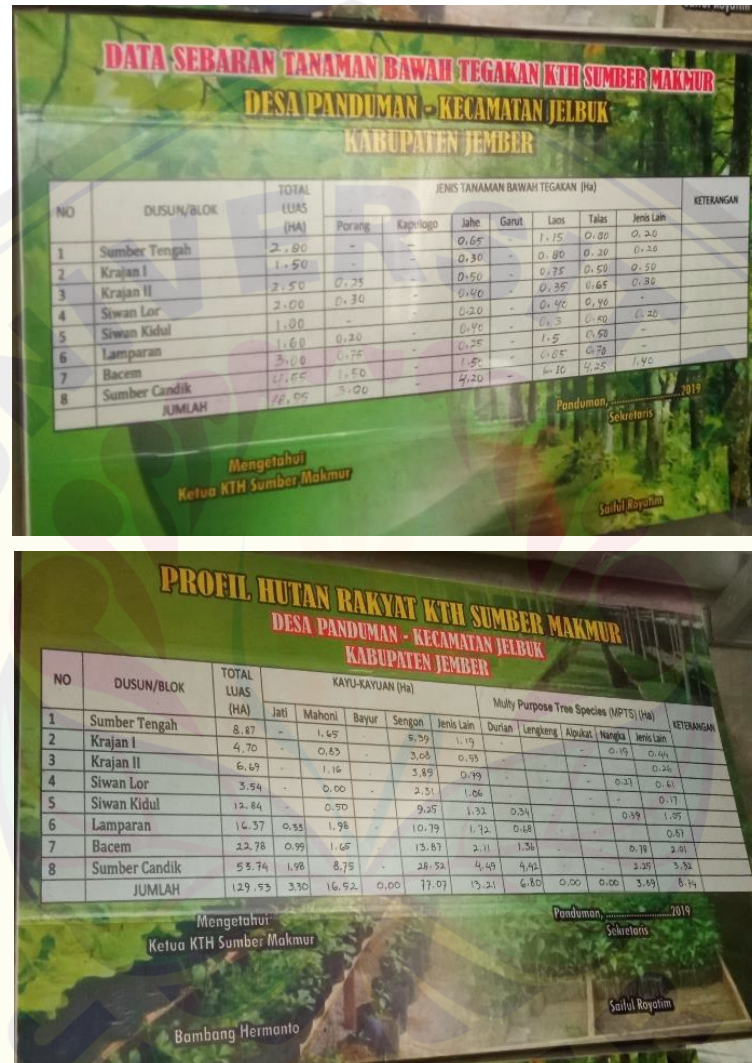 DATA SEBARAN TANAMAN BAWAH TEGAKAN KTH SUMBER MAKMUR
DESA PANDUMAN - KECAMATAN JELBUK
KABUPATEN JEMBER
NO DUSUN/BLOK TOTAL LUAS (HA) JENIS TANAMAN BAWAH TEGAKAN (Ha) KETERANGAN
Porang Kapulogo Jahe Garut Laos Talas Jenis Lain
1 Sumber Tengah 2.80 - - 0.65 1.15 0.80 0.20
2 Krajan I 1.50 - - 0.30 - 0.80 0.20 0.20
3 Krajan II 2.50 0.25 - 0.50 - 0.75 0.50 0.50
4 Siwan Lor 2.00 0.30 - 0.40 - 0.35 0.65 0.30
5 Siwan Kidul 1.00 - - 0.20 - 0.40 0.40 -
6 Lamparan 1.60 0.20 - 0.40 - 0.3 0.50 0.20
7 Bacem 3.00 0.75 - 0.25 - 1.5 0.50 -
8 Sumber Candik 1.50 - 1.50 - 0.85 0.70 -
JUMLAH 18.95 3.00 - 4.20 - 6.10 4.25 1.40
Panduman, ....................2019
Sekretaris
Mengetahui
Ketua KTH Sumber Makmur
Saiful Royatim
PROFIL HUTAN RAKYAT KTH SUMBER MAKMUR
DESA PANDUMAN - KECAMATAN JELBUK
KABUPATEN JEMBER
NO DUSUN/BLOK TOTAL LUAS (HA) KAYU-KAYUAN (Ha) Multy Purpose Tree Species (MPTS) (Ha) KETERANGAN
Jati Mahoni Bayur Sengon Jenis Lain Durian Lengkeng Alpukat Nangka Jenis Lain
1 Sumber Tengah 8.87 - 1.65 - 5.39 1.19 - - - 0.19 0.44
2 Krajan I 4.70 - 0.83 - 3.08 0.53 - - - - 0.26
3 Krajan II 6.69 - 1.16 - 3.85 0.79 - - - 0.27 0.61
4 Siwan Lor 3.54 - 0.00 - 2.31 1.06 - - - - 0.17
5 Siwan Kidul 12.84 - 0.50 - 9.25 1.32 0.34 - - 0.39 1.05
6 Lamparan 16.37 0.33 1.98 - 10.79 1.72 0.68 - - - 0.87
7 Bacem 22.78 0.99 1.65 - 13.87 2.11 1.36 - - 0.79 2.01
8 Sumber Candik 53.74 1.98 8.75 - 28.52 4.49 4.42 - - 2.25 3.32
JUMLAH 129.53 3.30 16.52 0.00 77.07 13.21 6.80 0.00 0.00 3.89 8.74
Panduman, ....................2019
Sekretaris
Mengetahui
Ketua KTH Sumber Makmur
Saiful Royatim
Bambang Hermanto